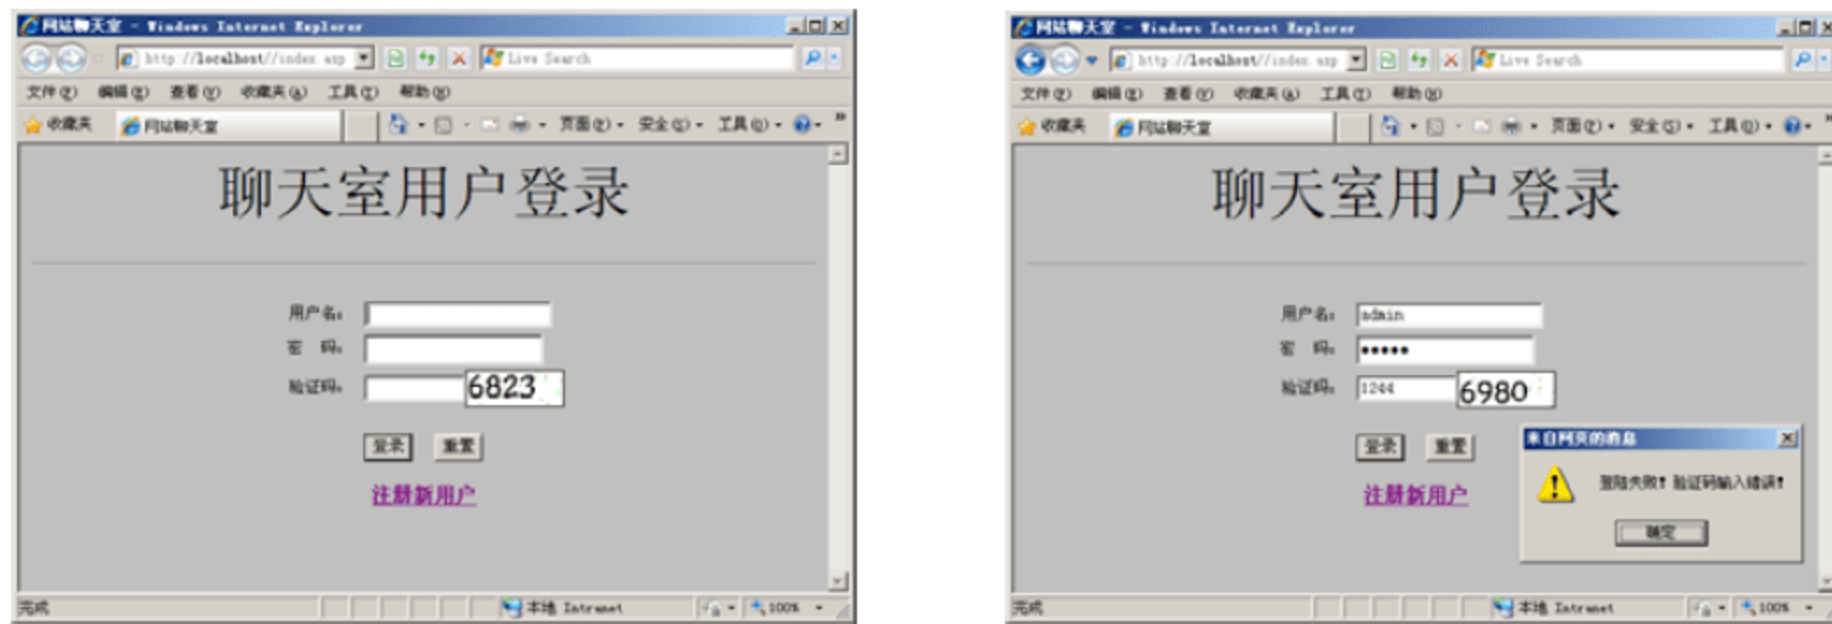 网站聊天室 - Windows Internet Explorer
http://localhost//index.asp
Live Search
文件(F) 编辑(E) 查看(V) 收藏夹(A) 工具(T) 帮助(H)
收藏夹 网站聊天室 页面(P) 安全(S) 工具(O) »
聊天室用户登录
用户名:
密 码:
验证码: 6823
登录 重置
注册新用户
完成 本地 Intranet 100%
网站聊天室 - Windows Internet Explorer
http://localhost//index.asp
Live Search
文件(F) 编辑(E) 查看(V) 收藏夹(A) 工具(T) 帮助(H)
收藏夹 网站聊天室 页面(P) 安全(S) 工具(O) »
聊天室用户登录
用户名: admin
密 码: •••••
验证码: 1244 6980
登录 重置
注册新用户
来自网页的消息
登陆失败! 验证码输入错误!
确定
完成 本地 Intranet 100%